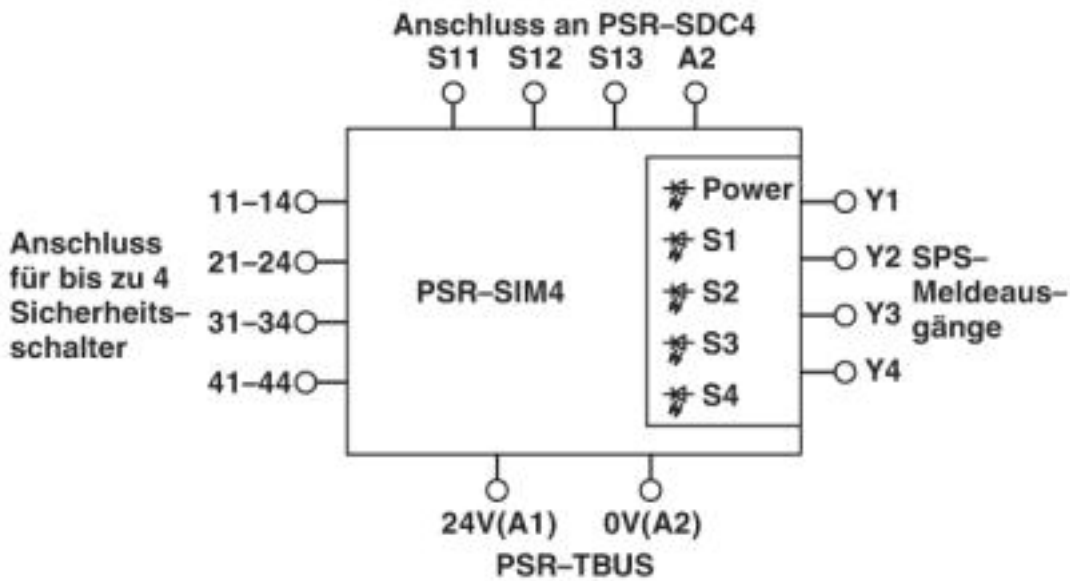 Anschluss an PSR–SDC4
S11 S12 S13 A2
Anschluss
für bis zu 4
Sicherheits–
schalter
11–14
21–24
31–34
41–44
PSR–SIM4
Power
S1
S2
S3
S4
Y1
Y2
Y3
Y4
SPS–
Meldeaus–
gänge
24V(A1) 0V(A2)
PSR–TBUS